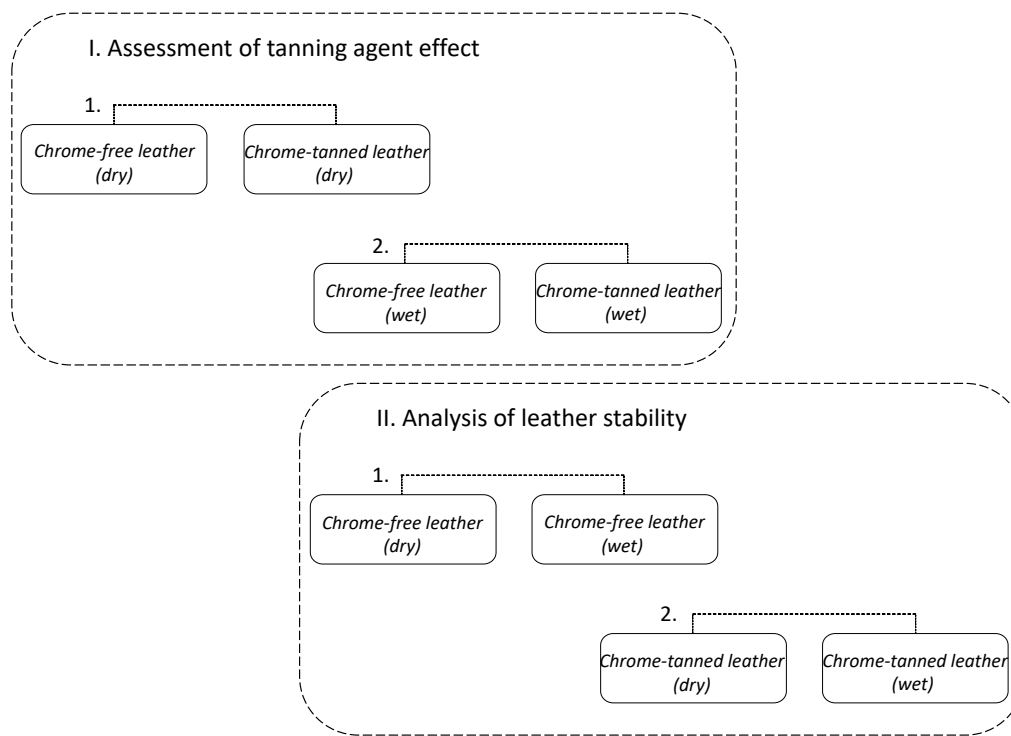 I. Assessment of tanning agent effect
1.
Chrome-free leather
(dry)
Chrome-tanned leather
(dry)
2.
Chrome-free leather
(wet)
Chrome-tanned leather
(wet)
II. Analysis of leather stability
1.
Chrome-free leather
(dry)
Chrome-free leather
(wet)
2.
Chrome-tanned leather
(dry)
Chrome-tanned leather
(wet)